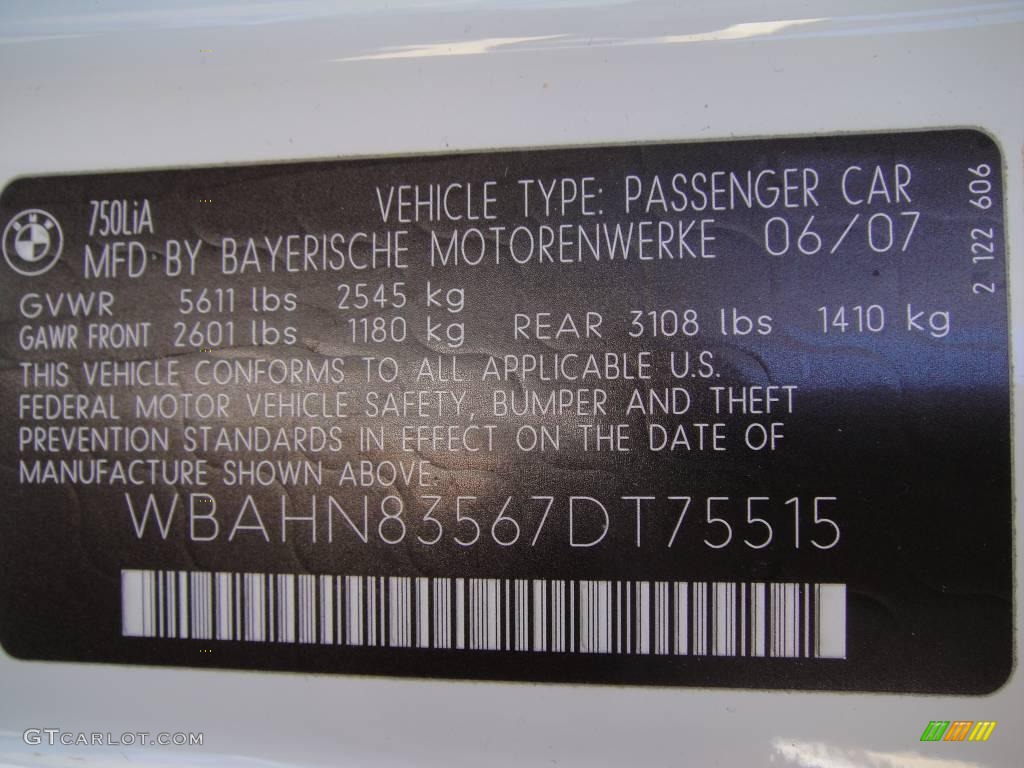 750LiA
VEHICLE TYPE: PASSENGER CAR
MFD BY BAYERISCHE MOTORENWERKE 06/07
GVWR 5611 lbs 2545 kg
GAWR FRONT 2601 lbs 1180 kg REAR 3108 lbs 1410 kg
THIS VEHICLE CONFORMS TO ALL APPLICABLE U.S.
FEDERAL MOTOR VEHICLE SAFETY, BUMPER AND THEFT
PREVENTION STANDARDS IN EFFECT ON THE DATE OF
MANUFACTURE SHOWN ABOVE.
WBAHN83567DT75515
2 122 606
GTCARLOT.COM